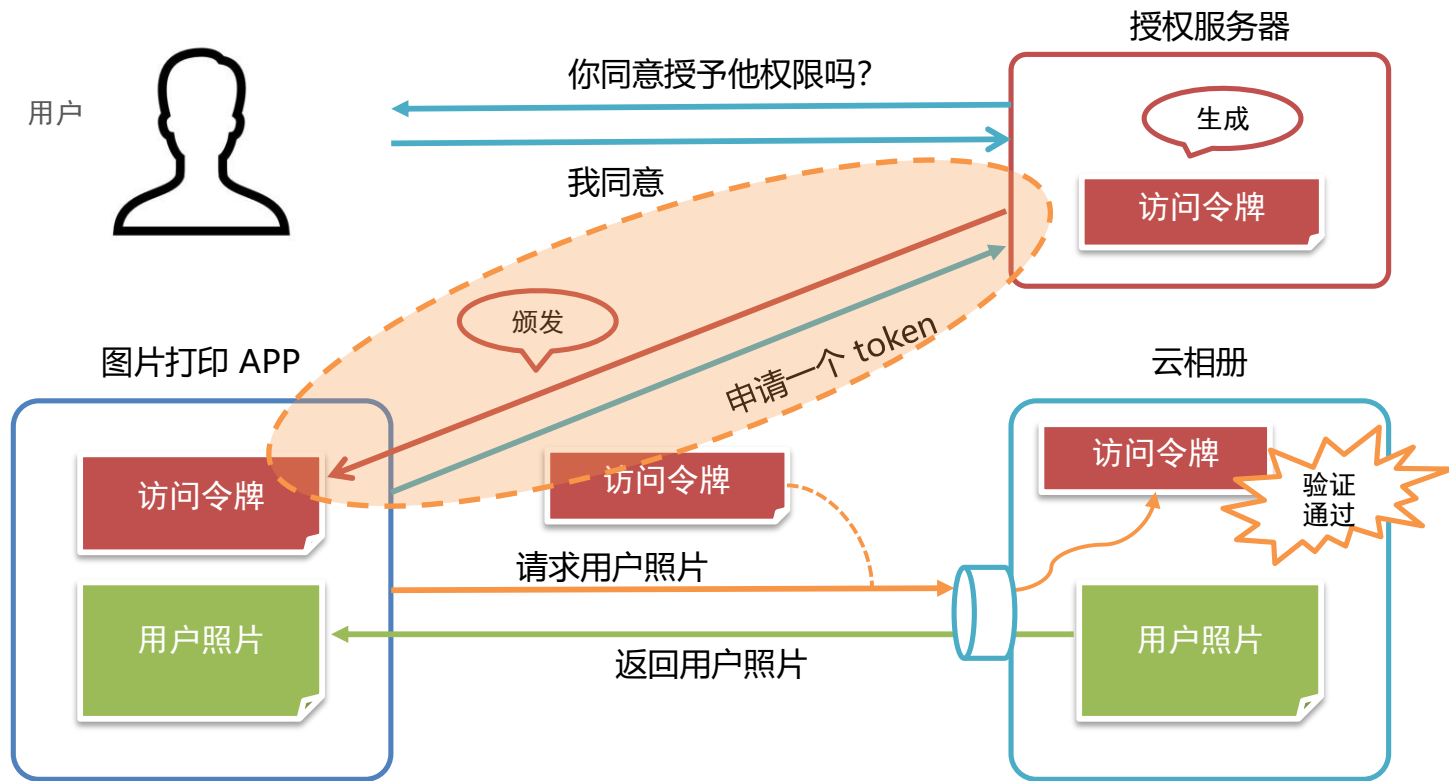 授权服务器
你同意授予他权限吗?
用户
生成
我同意
访问令牌
颁发
申请一个 token
图片打印 APP
云相册
访问令牌
访问令牌
访问令牌
验证
通过
请求用户照片
用户照片
用户照片
返回用户照片